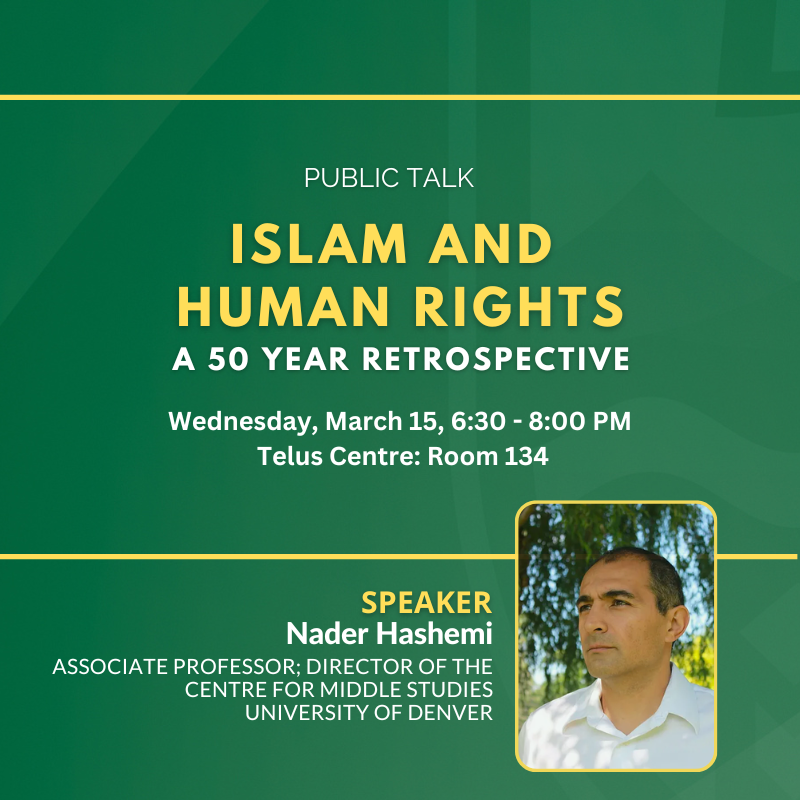 PUBLIC TALK
ISLAM AND
HUMAN RIGHTS
A 50 YEAR RETROSPECTIVE
Wednesday, March 15, 6:30 - 8:00 PM
Telus Centre: Room 134
SPEAKER
Nader Hashemi
ASSOCIATE PROFESSOR; DIRECTOR OF THE
CENTRE FOR MIDDLE STUDIES
UNIVERSITY OF DENVER